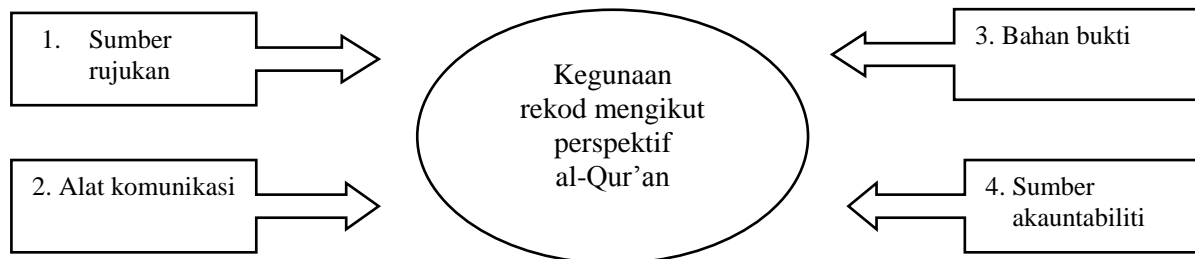 1. Sumber
rujukan
2. Alat komunikasi
Kegunaan
rekod mengikut
perspektif
al-Qur’an
3. Bahan bukti
4. Sumber
akauntabiliti